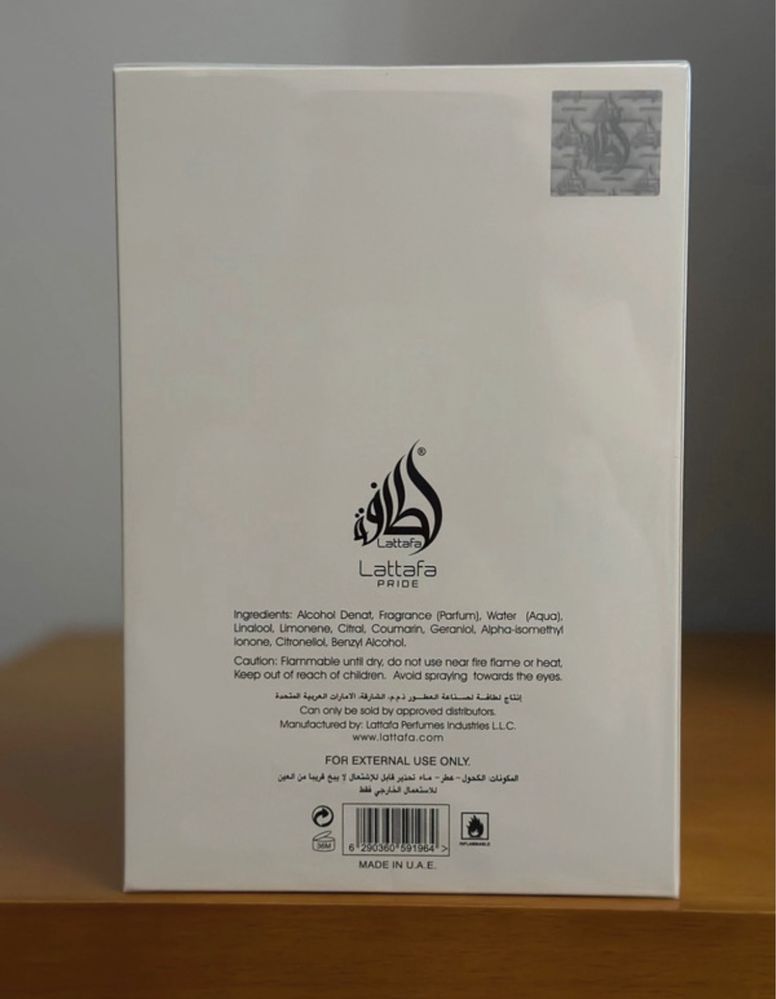 لطافة®
Lattafa
Lattafa
PRIDE
Ingredients: Alcohol Denat, Fragrance (Parfum), Water (Aqua),
Linalool, Limonene, Citral, Coumarin, Geraniol, Alpha-isomethyl
Ionone, Citronellol, Benzyl Alcohol.
Caution: Flammable until dry, do not use near fire flame or heat,
Keep out of reach of children. Avoid spraying towards the eyes.
إنتاج لطافة لصناعة العطور ذ.م.م. الشارقة، الامارات العربية المتحدة
Can only be sold by approved distributors.
Manufactured by: Lattafa Perfumes Industries L.L.C.
www.lattafa.com
FOR EXTERNAL USE ONLY.
المكونات: الكحول - عطر - ماء تحذير قابل للإشتعال لا يبخ قريبا من العين
للاستعمال الخارجي فقط
36M
6 290360 591964 >
INFLAMMABLE
MADE IN U.A.E.